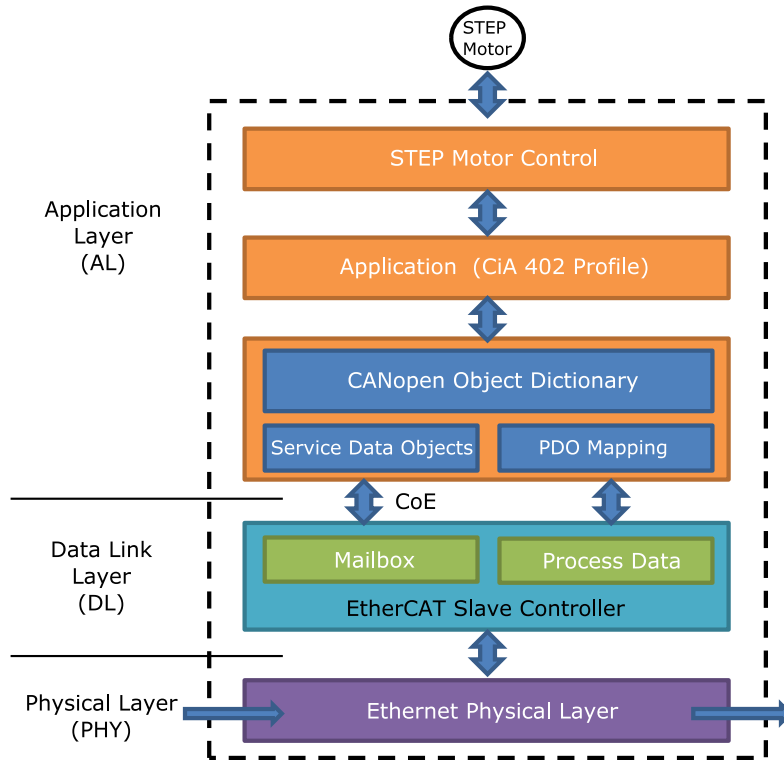 STEP
Motor
STEP Motor Control
Application
Layer
(AL)
Application  (CiA 402 Profile)
CANopen Object Dictionary
Service Data Objects
PDO Mapping
CoE
Data Link
Layer
(DL)
Mailbox
Process Data
EtherCAT Slave Controller
Physical Layer
(PHY)
Ethernet Physical Layer